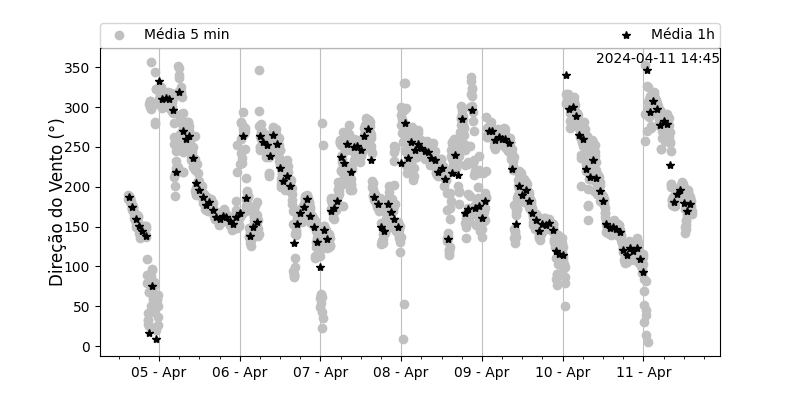 Média 5 min
Média 1h
2024-04-11 14:45
Direção do Vento (°)
350
300
250
200
150
100
50
0
05 - Apr
06 - Apr
07 - Apr
08 - Apr
09 - Apr
10 - Apr
11 - Apr